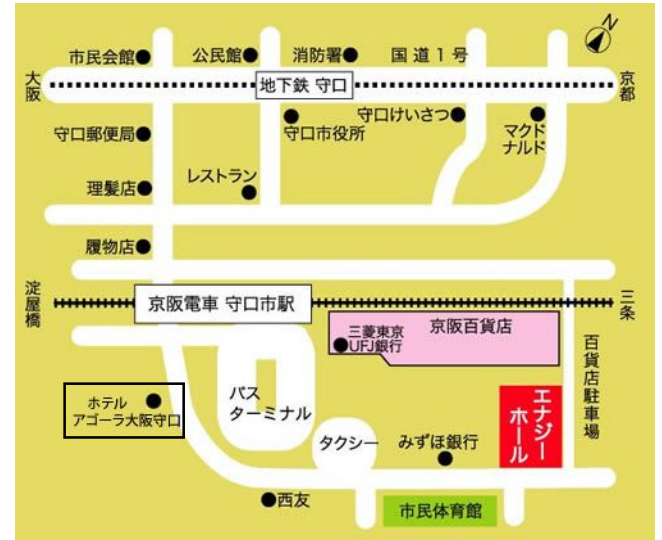 N
市民会館
公民館
消防署
国道1号
大阪
地下鉄 守口
京都
守口郵便局
守口市役所
守口けいさつ
マクド
ナルド
理髪店
レストラン
履物店
淀屋橋
京阪電車 守口市駅
三条
三菱東京
UFJ銀行
京阪百貨店
百貨店駐車場
ホテル
アゴーラ大阪守口
バス
ターミナル
エナジー
ホール
タクシー
みずほ銀行
西友
市民体育館